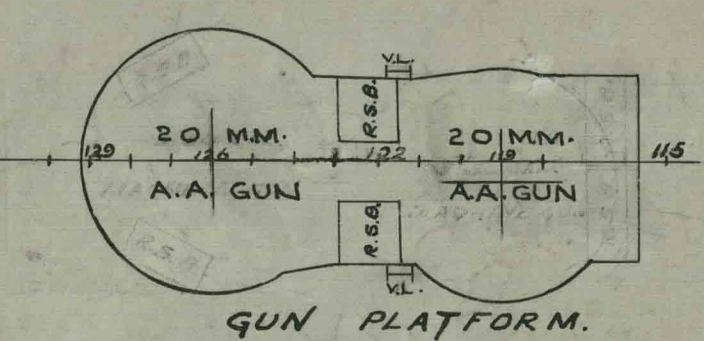 V.L.
R.S.B.
20 M.M.
20 M.M.
129 126 122 119 115
A.A. GUN
A.A. GUN
R.S.B.
V.L.
GUN PLATFORM.
R.S.B.
R.S.B.